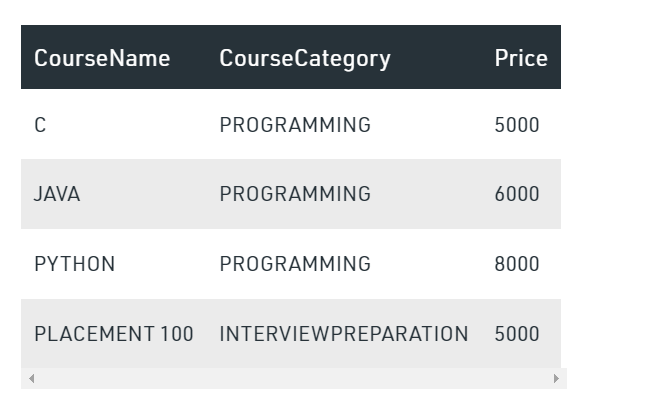 CourseName CourseCategory Price
C PROGRAMMING 5000
JAVA PROGRAMMING 6000
PYTHON PROGRAMMING 8000
PLACEMENT 100 INTERVIEWPREPARATION 5000